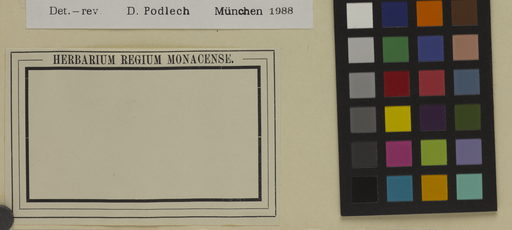 Det. – rev. D. Podlech München 1988
HERBARIUM REGIUM MONACENSE.